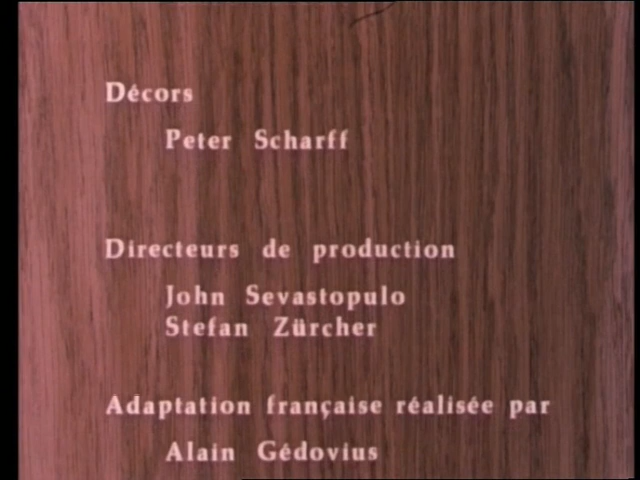 Décors
Peter Scharff
Directeurs de production
John Sevastopulo
Stefan Zürcher
Adaptation française réalisée par
Alain Gédovius